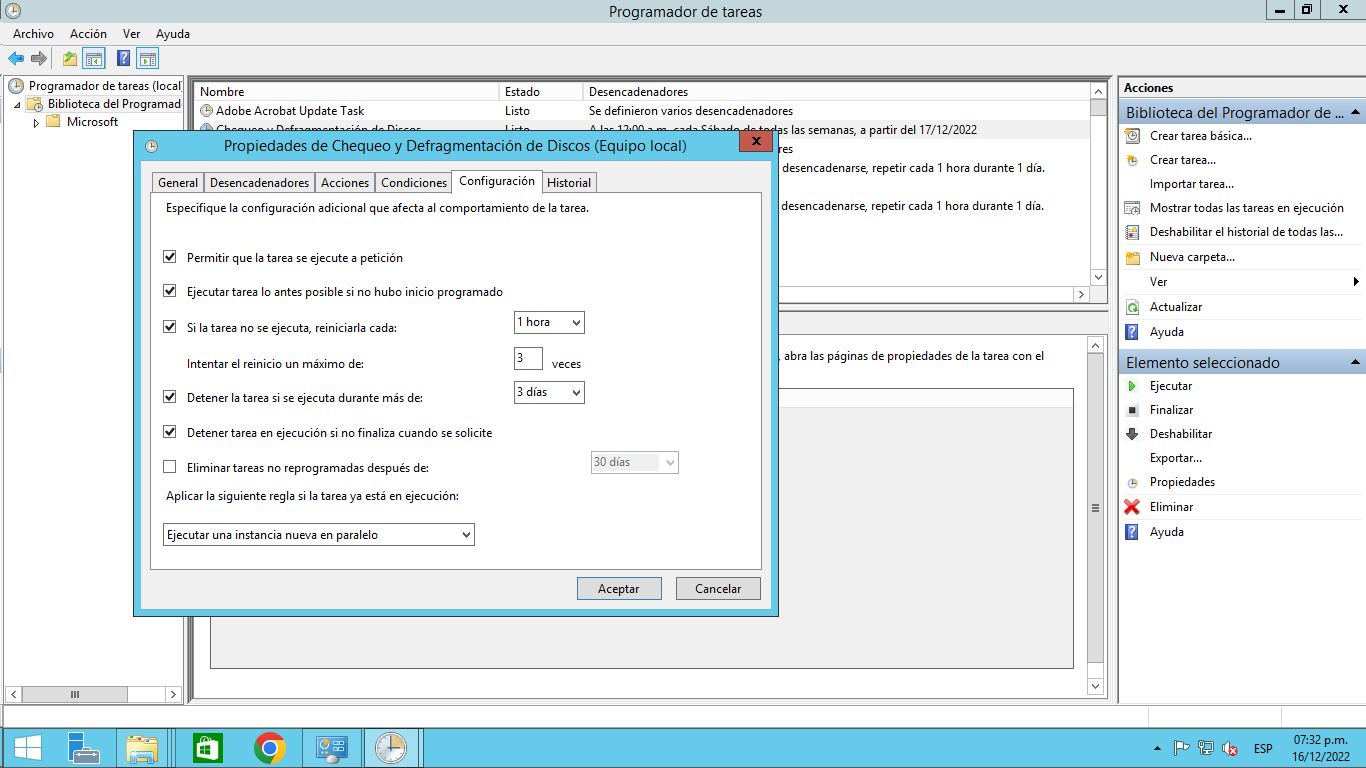 Programador de tareas
Archivo Acción Ver Ayuda
Programador de tareas (local
Biblioteca del Programad
Microsoft
Nombre Estado Desencadenadores
Adobe Acrobat Update Task Listo Se definieron varios desencadenadores
Chequeo y Defragmentación de Discos Listo A las 12:00 a.m. cada Sábado de todas las semanas, a partir del 17/12/2022
desencadenarse, repetir cada 1 hora durante 1 día.
desencadenarse, repetir cada 1 hora durante 1 día.
, abra las páginas de propiedades de la tarea con el
Propiedades de Chequeo y Defragmentación de Discos (Equipo local)
X
General Desencadenadores Acciones Condiciones Configuración Historial
Especifique la configuración adicional que afecta al comportamiento de la tarea.
Permitir que la tarea se ejecute a petición
Ejecutar tarea lo antes posible si no hubo inicio programado
Si la tarea no se ejecuta, reiniciarla cada: 1 hora
Intentar el reinicio un máximo de: 3 veces
Detener la tarea si se ejecuta durante más de: 3 días
Detener tarea en ejecución si no finaliza cuando se solicite
Eliminar tareas no reprogramadas después de: 30 días
Aplicar la siguiente regla si la tarea ya está en ejecución:
Ejecutar una instancia nueva en paralelo
Aceptar Cancelar
Acciones
Biblioteca del Programador de ...
Crear tarea básica...
Crear tarea...
Importar tarea...
Mostrar todas las tareas en ejecución
Deshabilitar el historial de todas las...
Nueva carpeta...
Ver
Actualizar
Ayuda
Elemento seleccionado
Ejecutar
Finalizar
Deshabilitar
Exportar...
Propiedades
Eliminar
Ayuda
ESP
07:32 p.m.
16/12/2022